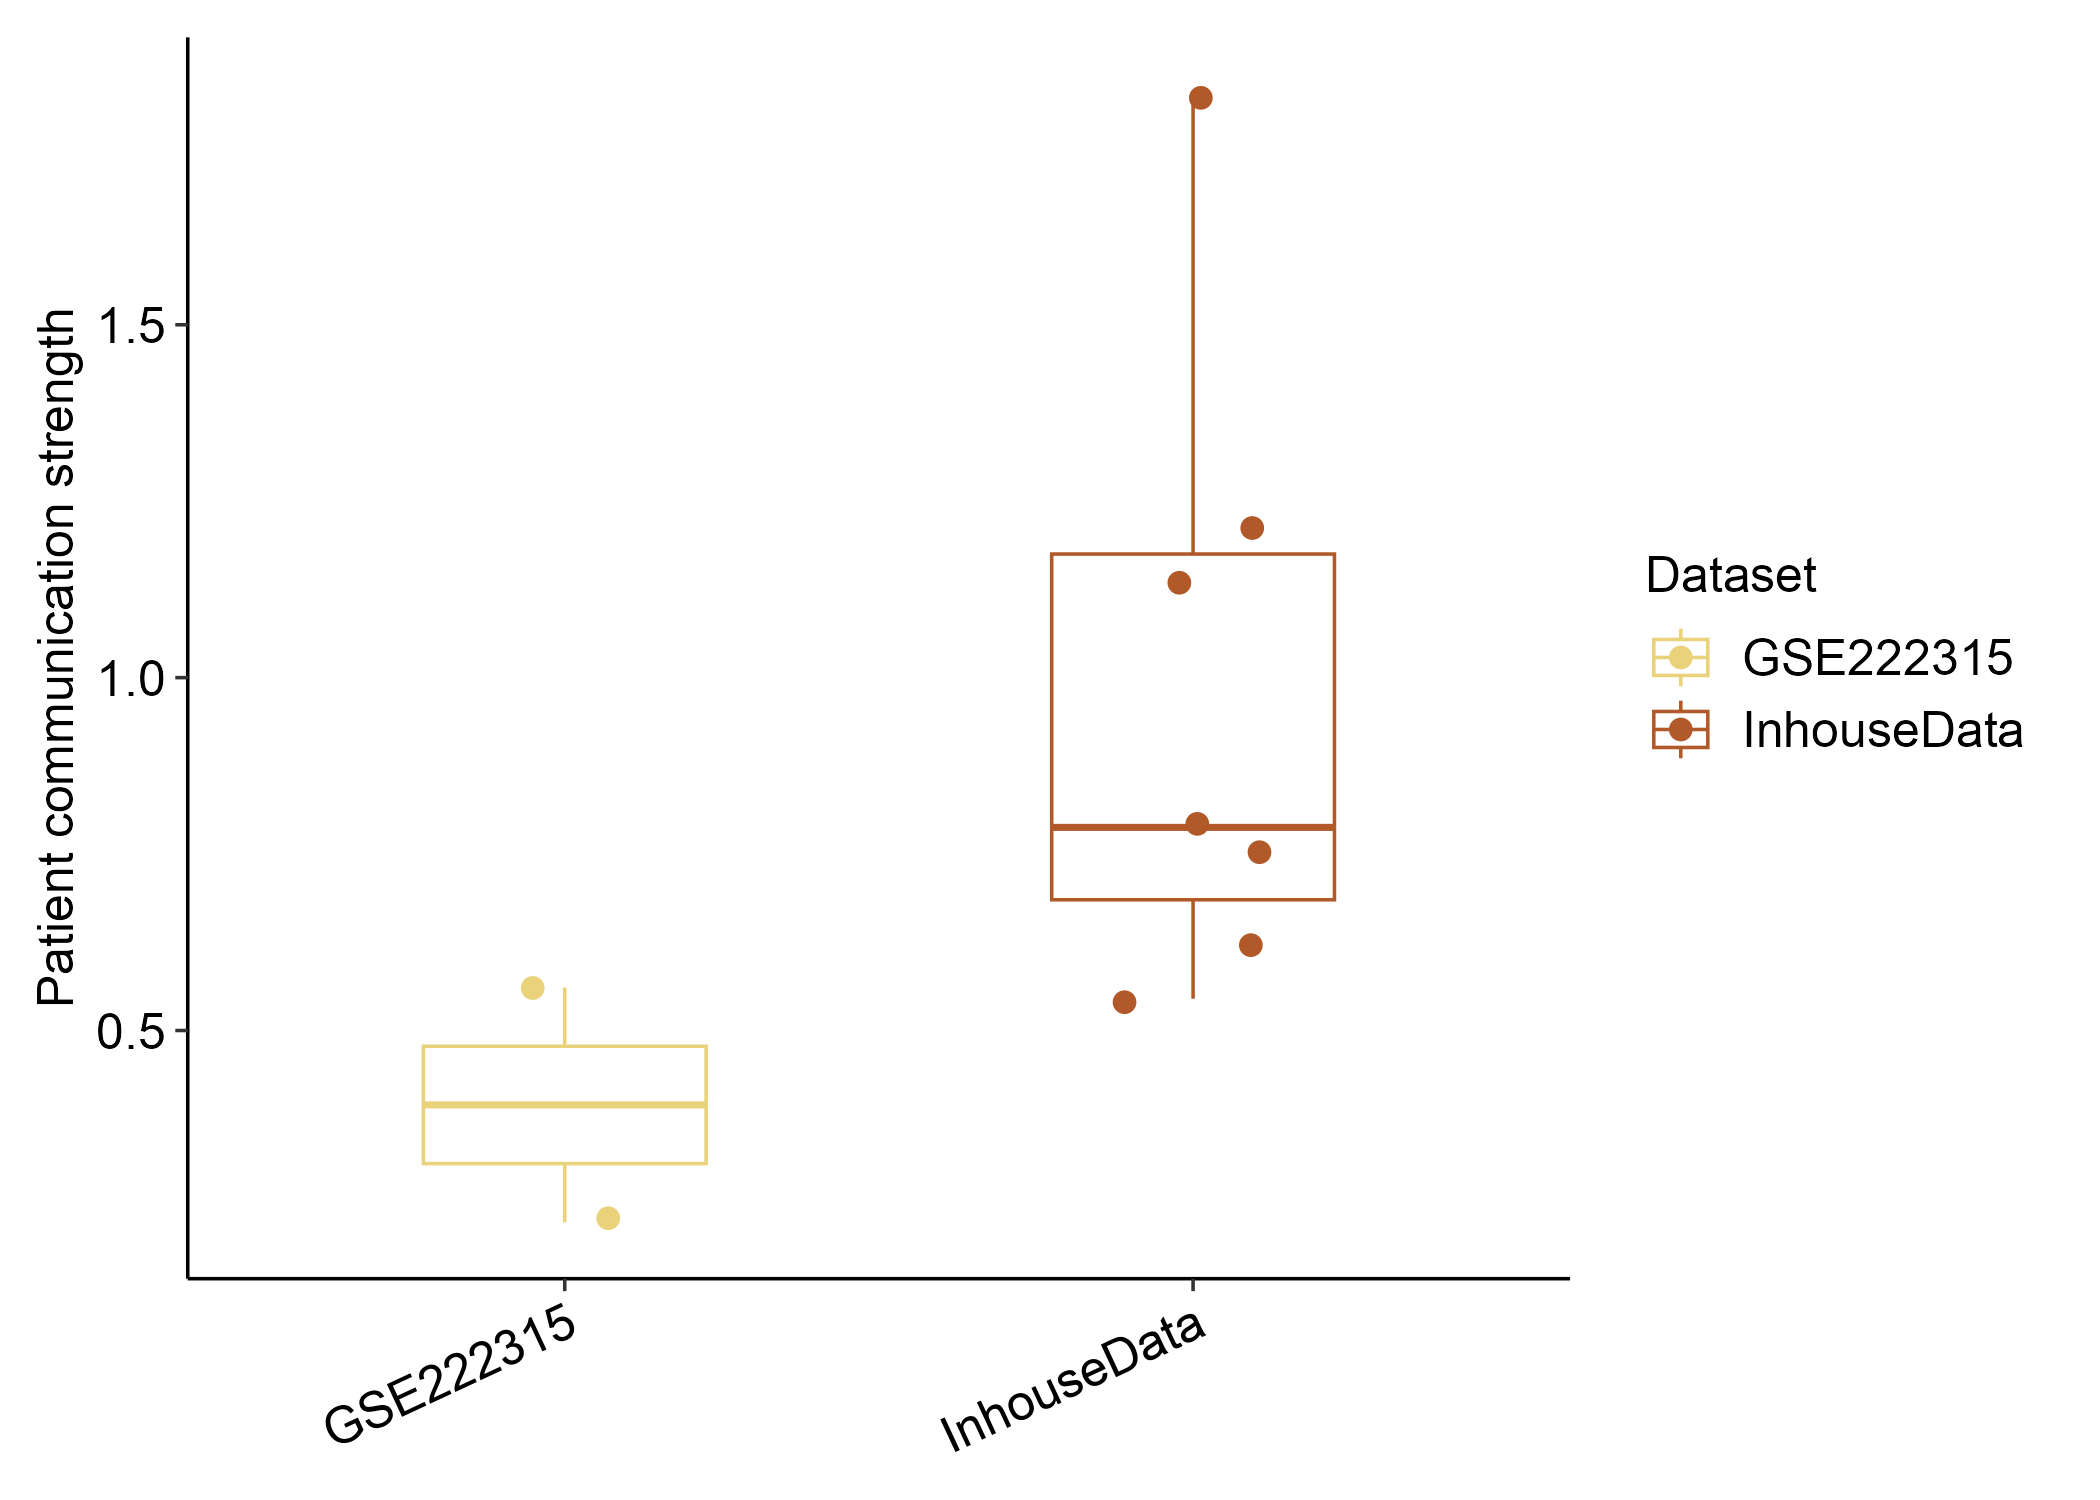 Patient communication strength
1.5
1.0
0.5
GSE222315
InhouseData
Dataset
GSE222315
InhouseData